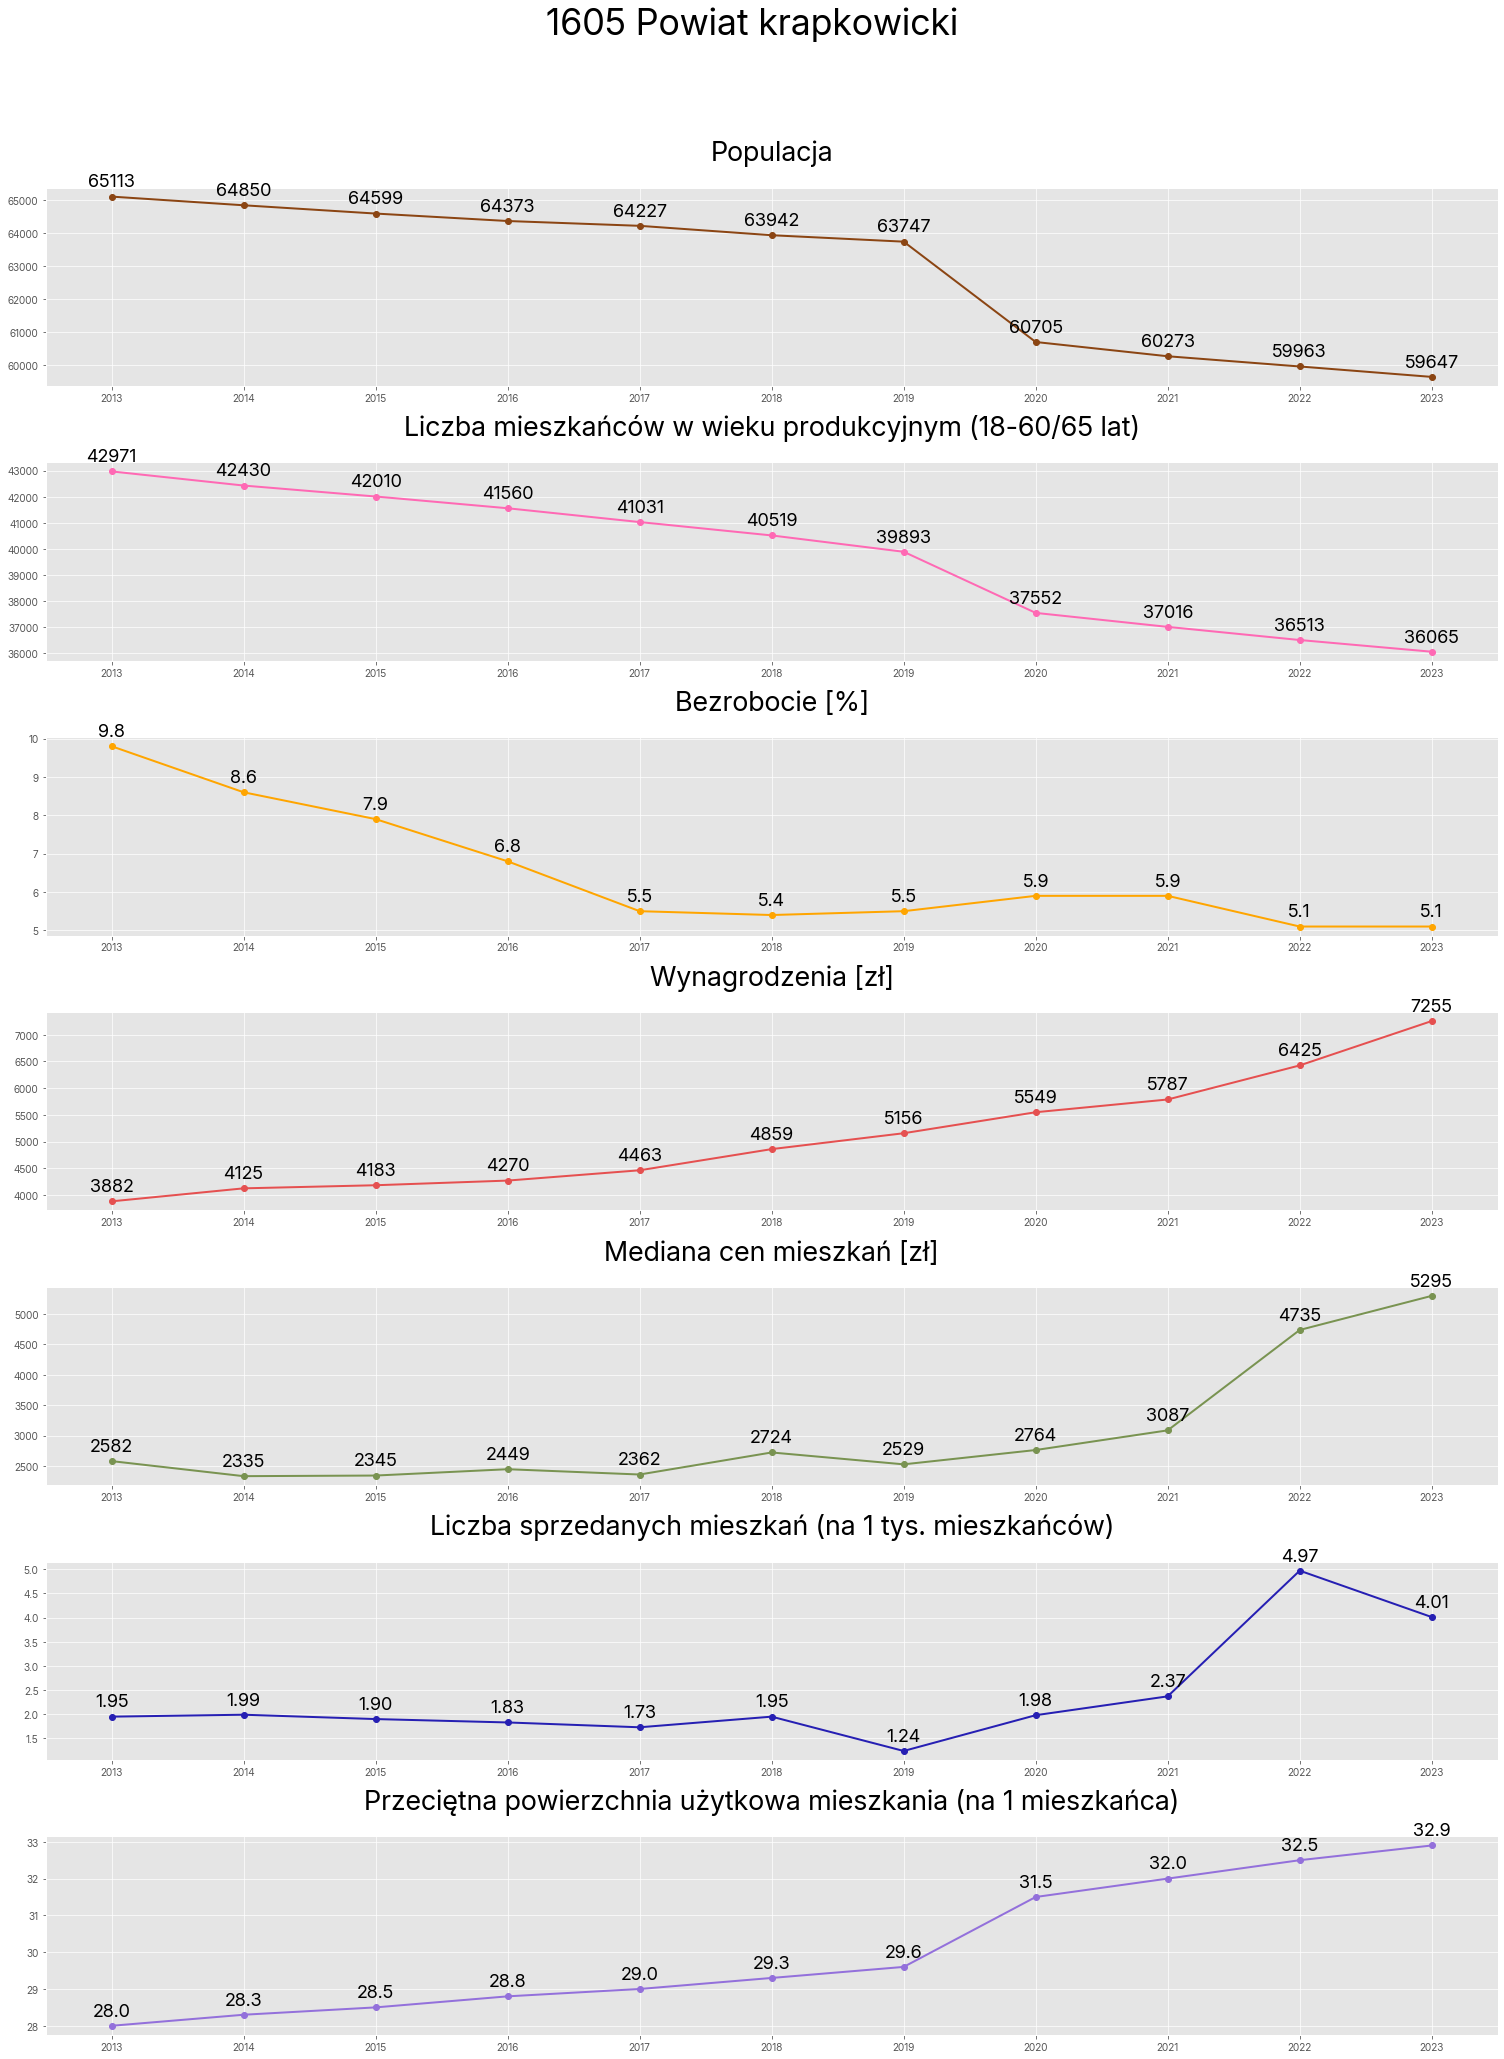 1605 Powiat krapkowicki
Populacja
65113 64850 64599 64373 64227 63942 63747 60705 60273 59963 59647
65000
64000
63000
62000
61000
60000
2013 2014 2015 2016 2017 2018 2019 2020 2021 2022 2023
Liczba mieszkańców w wieku produkcyjnym (18-60/65 lat)
42971 42430 42010 41560 41031 40519 39893 37552 37016 36513 36065
43000
42000
41000
40000
39000
38000
37000
36000
2013 2014 2015 2016 2017 2018 2019 2020 2021 2022 2023
Bezrobocie [%]
9.8 8.6 7.9 6.8 5.5 5.4 5.5 5.9 5.9 5.1 5.1
10
9
8
7
6
5
2013 2014 2015 2016 2017 2018 2019 2020 2021 2022 2023
Wynagrodzenia [zł]
3882 4125 4183 4270 4463 4859 5156 5549 5787 6425 7255
7000
6500
6000
5500
5000
4500
4000
2013 2014 2015 2016 2017 2018 2019 2020 2021 2022 2023
Mediana cen mieszkań [zł]
2582 2335 2345 2449 2362 2724 2529 2764 3087 4735 5295
5000
4500
4000
3500
3000
2500
2013 2014 2015 2016 2017 2018 2019 2020 2021 2022 2023
Liczba sprzedanych mieszkań (na 1 tys. mieszkańców)
1.95 1.99 1.90 1.83 1.73 1.95 1.24 1.98 2.37 4.97 4.01
5.0
4.5
4.0
3.5
3.0
2.5
2.0
1.5
2013 2014 2015 2016 2017 2018 2019 2020 2021 2022 2023
Przeciętna powierzchnia użytkowa mieszkania (na 1 mieszkańca)
28.0 28.3 28.5 28.8 29.0 29.3 29.6 31.5 32.0 32.5 32.9
33
32
31
30
29
28
2013 2014 2015 2016 2017 2018 2019 2020 2021 2022 2023